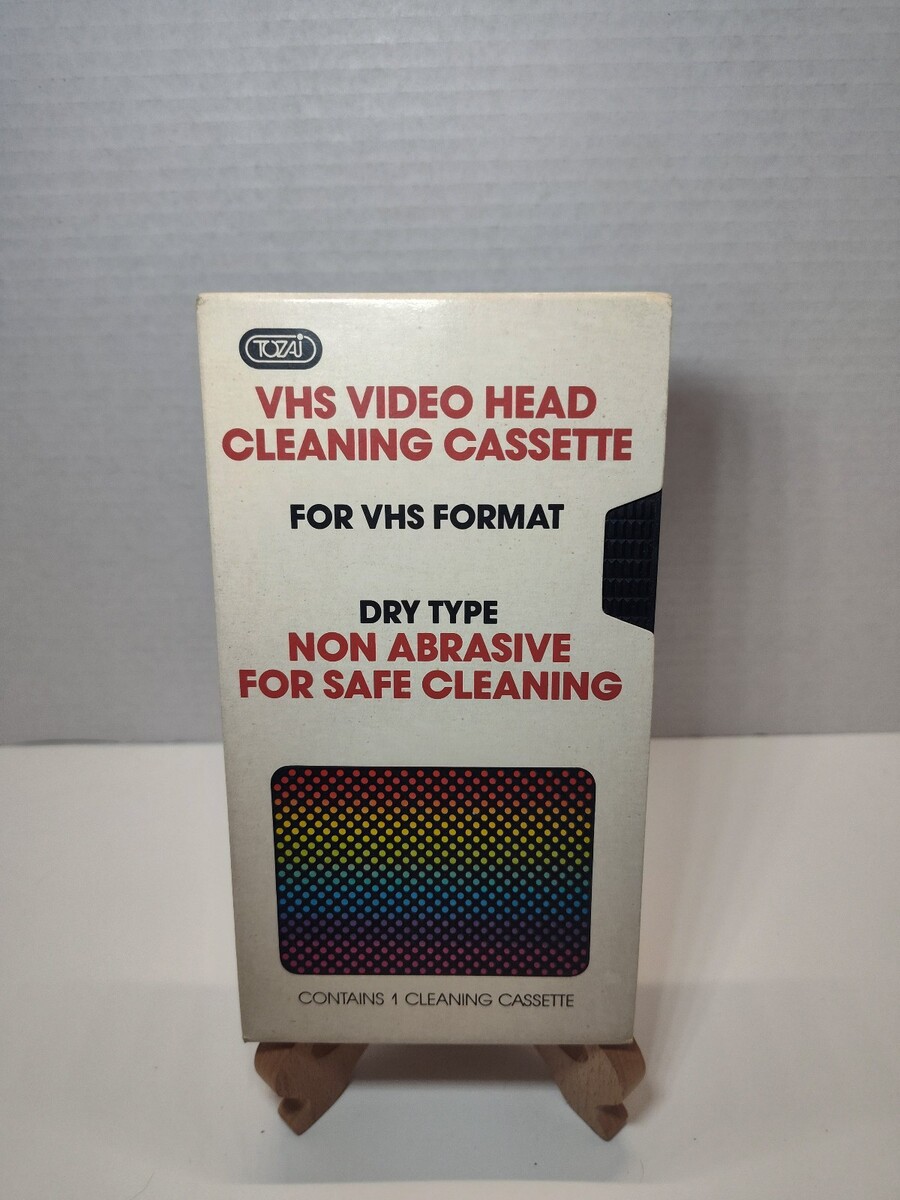 TOZAI
VHS VIDEO HEAD
CLEANING CASSETTE
FOR VHS FORMAT
DRY TYPE
NON ABRASIVE
FOR SAFE CLEANING
CONTAINS 1 CLEANING CASSETTE